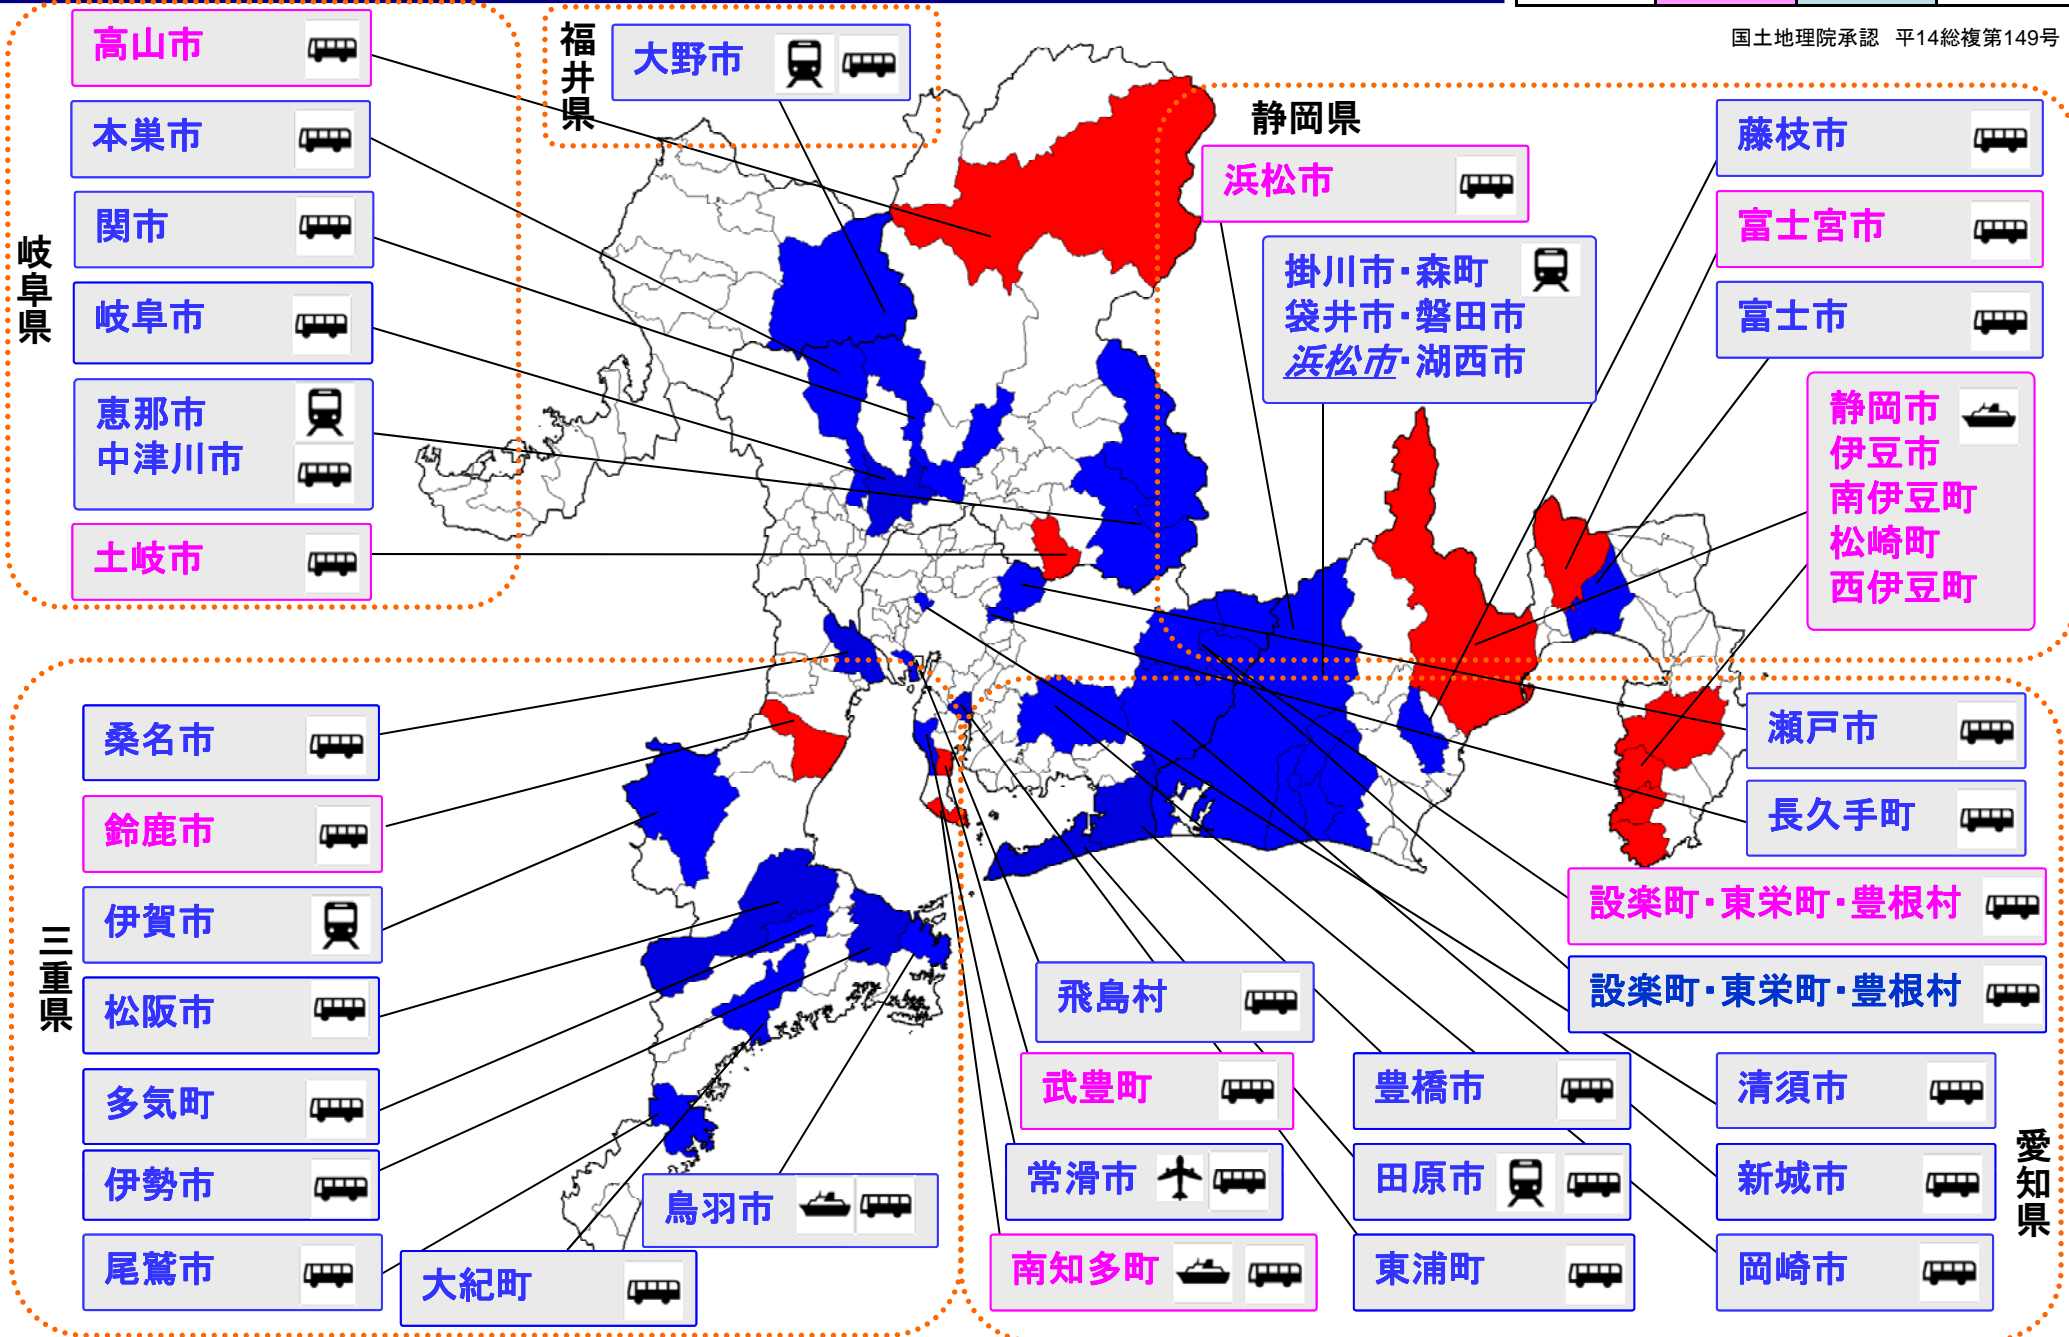 国土地理院承認 平14総複第149号
岐阜県
高山市
本巣市
関市
岐阜市
恵那市
中津川市
土岐市
福井県
大野市
静岡県
浜松市
掛川市・森町
袋井市・磐田市
浜松市・湖西市
藤枝市
富士宮市
富士市
静岡市
伊豆市
南伊豆町
松崎町
西伊豆町
三重県
桑名市
鈴鹿市
伊賀市
松阪市
多気町
伊勢市
尾鷲市
大紀町
鳥羽市
愛知県
瀬戸市
長久手町
設楽町・東栄町・豊根村
設楽町・東栄町・豊根村
飛島村
武豊町
常滑市
南知多町
豊橋市
田原市
東浦町
清須市
新城市
岡崎市